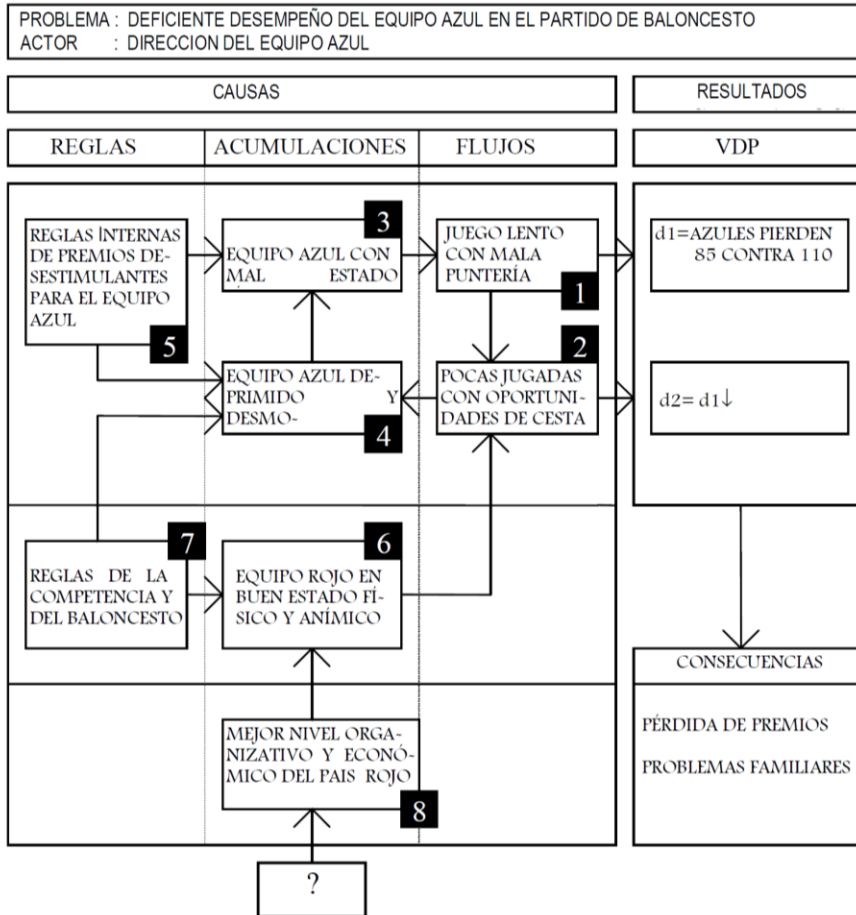 PROBLEMA : DEFICIENTE DESEMPEÑO DEL EQUIPO AZUL EN EL PARTIDO DE BALONCESTO
ACTOR : DIRECCION DEL EQUIPO AZUL
CAUSAS
RESULTADOS
REGLAS
ACUMULACIONES
FLUJOS
VDP
REGLAS INTERNAS
DE PREMIOS DE-
SESTIMULANTES
PARA EL EQUIPO
AZUL
5
3
EQUIPO AZUL CON
MAL ESTADO
JUEGO LENTO
CON MALA
PUNTERÍA
1
d1=AZULES PIERDEN
85 CONTRA 110
EQUIPO AZUL DE-
PRIMIDO Y
DESMO-
4
2
POCAS JUGADAS
CON OPORTUNI-
DADES DE CESTA
d2= d1↓
7
REGLAS DE LA
COMPETENCIA Y
DEL BALONCESTO
6
EQUIPO ROJO EN
BUEN ESTADO FÍ-
SICO Y ANÍMICO
MEJOR NIVEL ORGA-
NIZATIVO Y ECONÓ-
MICO DEL PAIS ROJO
8
?
CONSECUENCIAS
PÉRDIDA DE PREMIOS
PROBLEMAS FAMILIARES